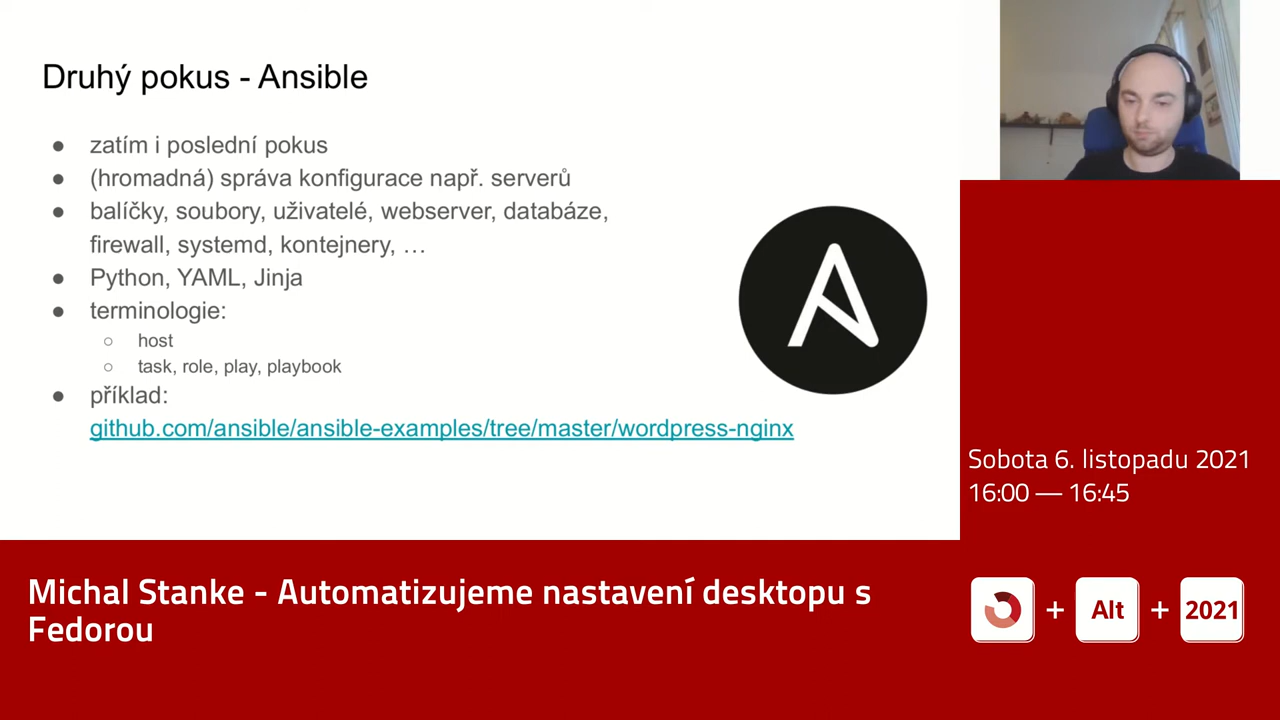 Druhý pokus - Ansible
● zatím i poslední pokus
● (hromadná) správa konfigurace např. serverů
● balíčky, soubory, uživatelé, webserver, databáze,
firewall, systemd, kontejnery, …
● Python, YAML, Jinja
● terminologie:
○ host
○ task, role, play, playbook
● příklad:
github.com/ansible/ansible-examples/tree/master/wordpress-nginx
Sobota 6. listopadu 2021
16:00 — 16:45
Michal Stanke - Automatizujeme nastavení desktopu s
Fedorou
+ Alt + 2021